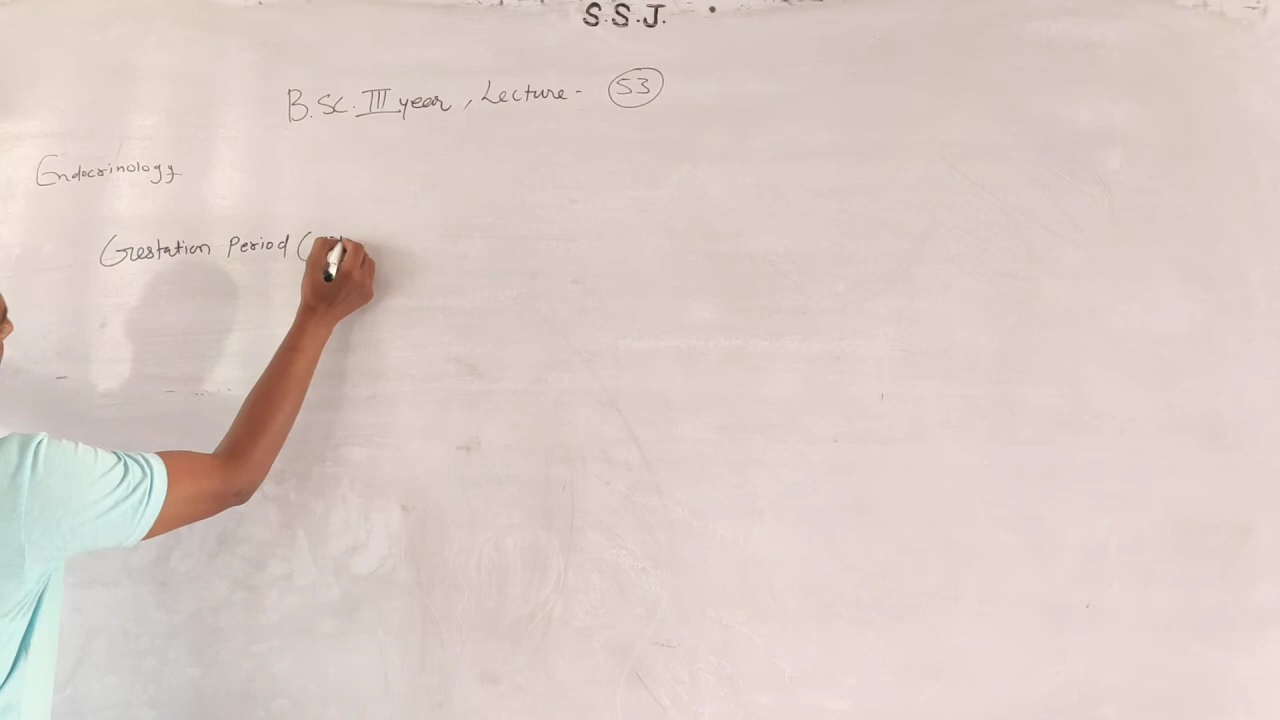 S.S.J.
B.Sc. III year, Lecture - 53
Endocrinology
Gestation Period (